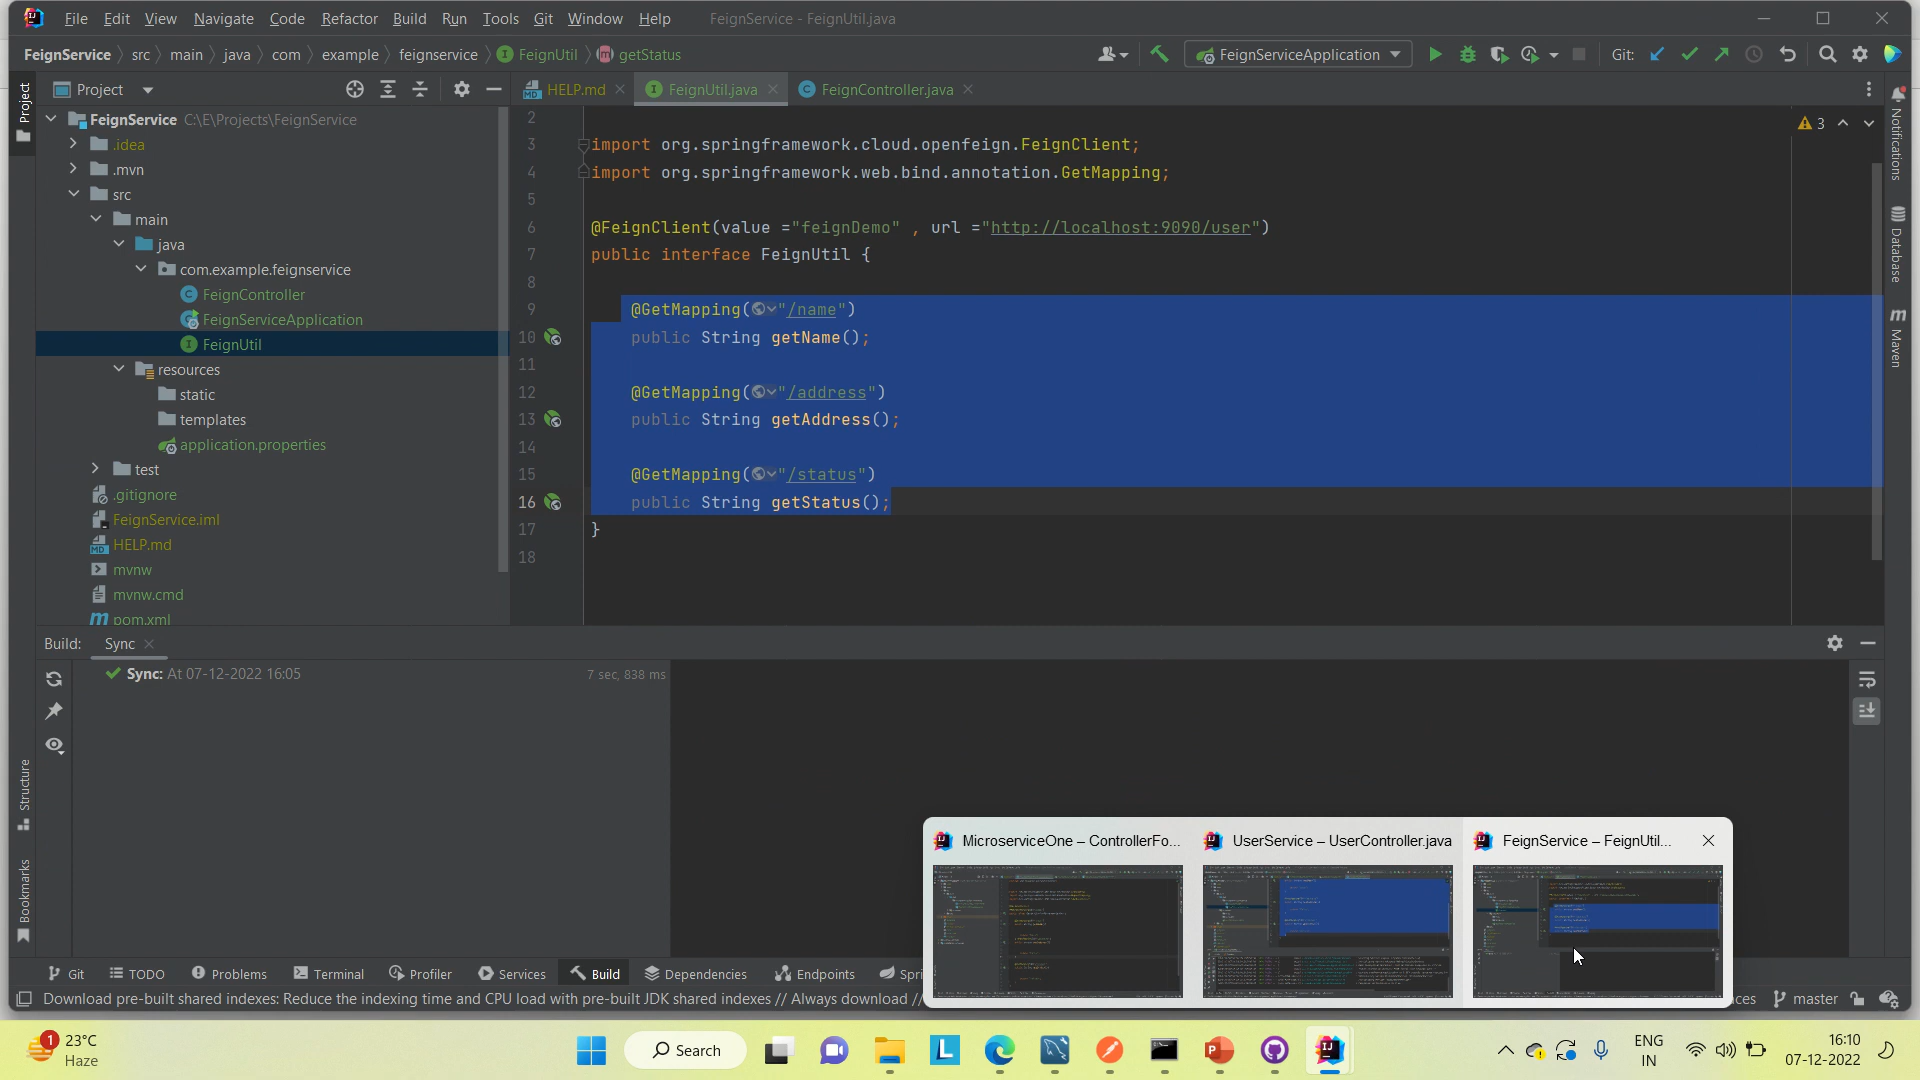 File Edit View Navigate Code Refactor Build Run Tools Git Window Help FeignService - FeignUtil.java
FeignService src main java com example feignservice FeignUtil getStatus FeignServiceApplication Git:
Project HELP.md FeignUtil.java FeignController.java
Project
FeignService C:\E\Projects\FeignService
.idea
.mvn
src
main
java
com.example.feignservice
FeignController
FeignServiceApplication
FeignUtil
resources
static
templates
application.properties
test
.gitignore
FeignService.iml
HELP.md
mvnw
mvnw.cmd
pom.xml
3
2
3 import org.springframework.cloud.openfeign.FeignClient;
4 import org.springframework.web.bind.annotation.GetMapping;
5
6 @FeignClient(value ="feignDemo" , url ="http://localhost:9090/user")
7 public interface FeignUtil {
8
9 @GetMapping("/name")
10 public String getName();
11
12 @GetMapping("/address")
13 public String getAddress();
14
15 @GetMapping("/status")
16 public String getStatus();
17 }
18
Notifications
Database
m
Maven
Build: Sync
Sync: At 07-12-2022 16:05 7 sec, 838 ms
Structure
Bookmarks
MicroserviceOne – ControllerFo...
UserService – UserController.java
FeignService – FeignUtil...
Git TODO Problems Terminal Profiler Services Build Dependencies Endpoints Spri
Download pre-built shared indexes: Reduce the indexing time and CPU load with pre-built JDK shared indexes // Always download // ces master
1
23°C
Haze
Search
ENG
IN
16:10
07-12-2022